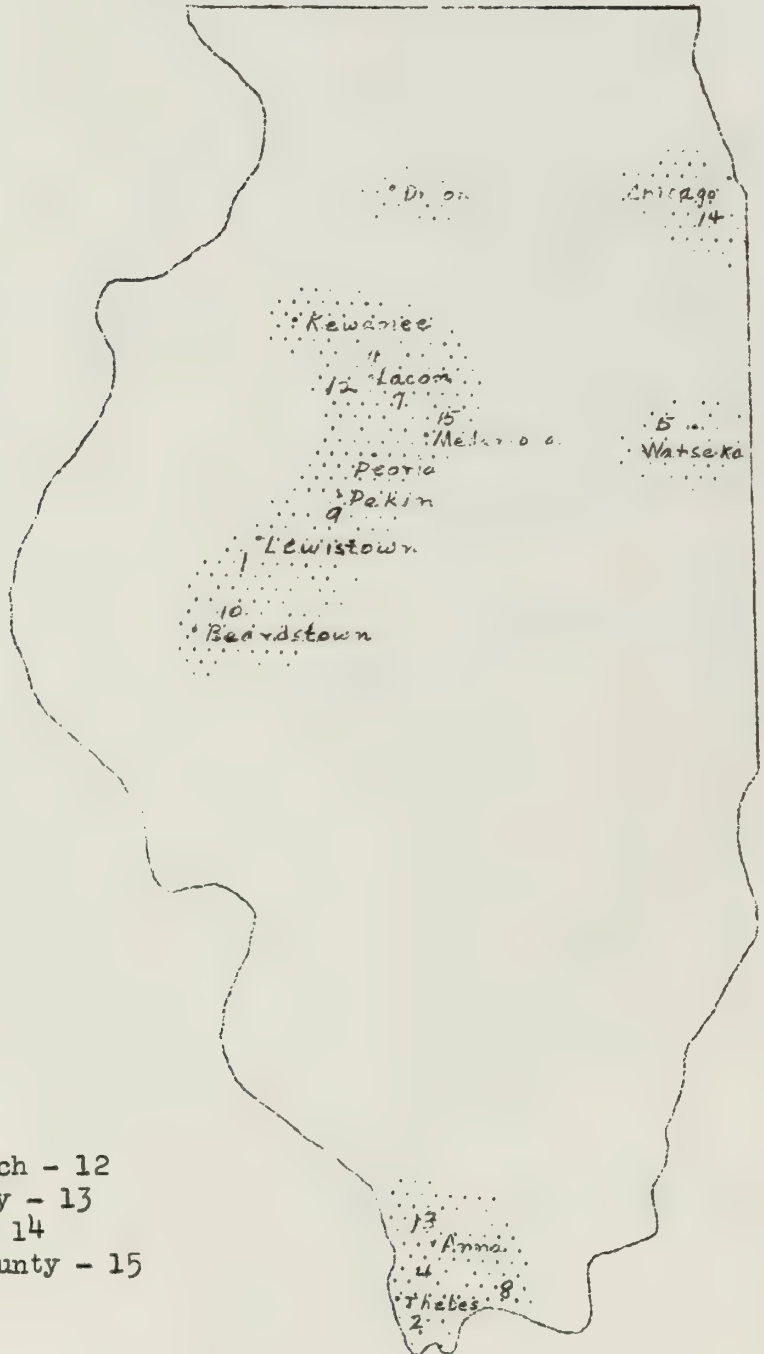 Chicago
14
Kewanee
12 Lacon
7
15
Peoria
Watseka
Pekin
9
Lewistown
1
10
Beardstown
ch - 12
y - 13
14
unty - 15
13
Anna
4
8
Thebes
2